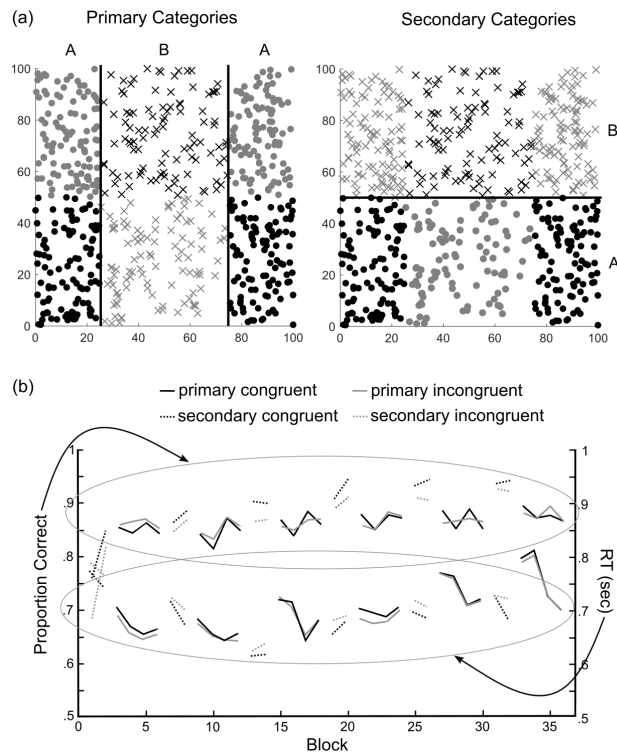 (a)
Primary Categories
Secondary Categories
A B A
100
80
60
40
20
0
0 20 40 60 80 100
100
80
60
40
20
0
0 20 40 60 80 100
B
A
(b)
primary congruent
primary incongruent
secondary congruent
secondary incongruent
Proportion Correct
1
.9
.8
.7
.6
.5
RT (sec)
1
.9
.8
.7
.6
.5
0 5 10 15 20 25 30 35
Block